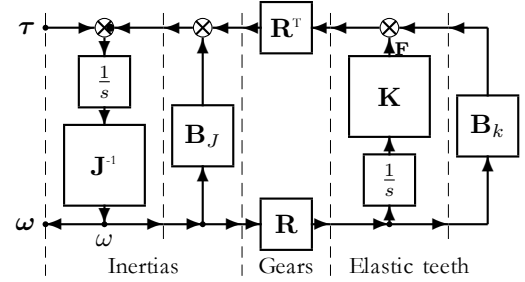 τ
R^T
F
1/s
K
B_J
B_k
J^-1
1/s
ω
R
ω
Inertias Gears Elastic teeth